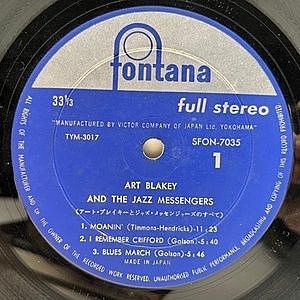 fontana
33 1/3
full stereo
"MANUFACTURED BY VICTOR COMPANY OF JAPAN Ltd, YOKOHAMA"
TYM-3017
SFON-7035
1
ART BLAKEY
AND THE JAZZ MESSENGERS
(アート・ブレイキーとジャズ・メッセンジャーズのすべて)
1. MOANIN' (Timmons-Hendricks)-11:23
2. I REMEMBER CRIFFORD (Golson)-5:40
3. BLUES MARCH (Golson)-5:46
MADE IN JAPAN
ALL RIGHTS OF THE MANUFACTURER AND OF THE OWNER OF THE RECORDED WORK RESERVED. UNAUTHORISED PUBLIC PERFORMANCE, BROADCASTING AND COPYING OF THIS RECORD PROHIBITED